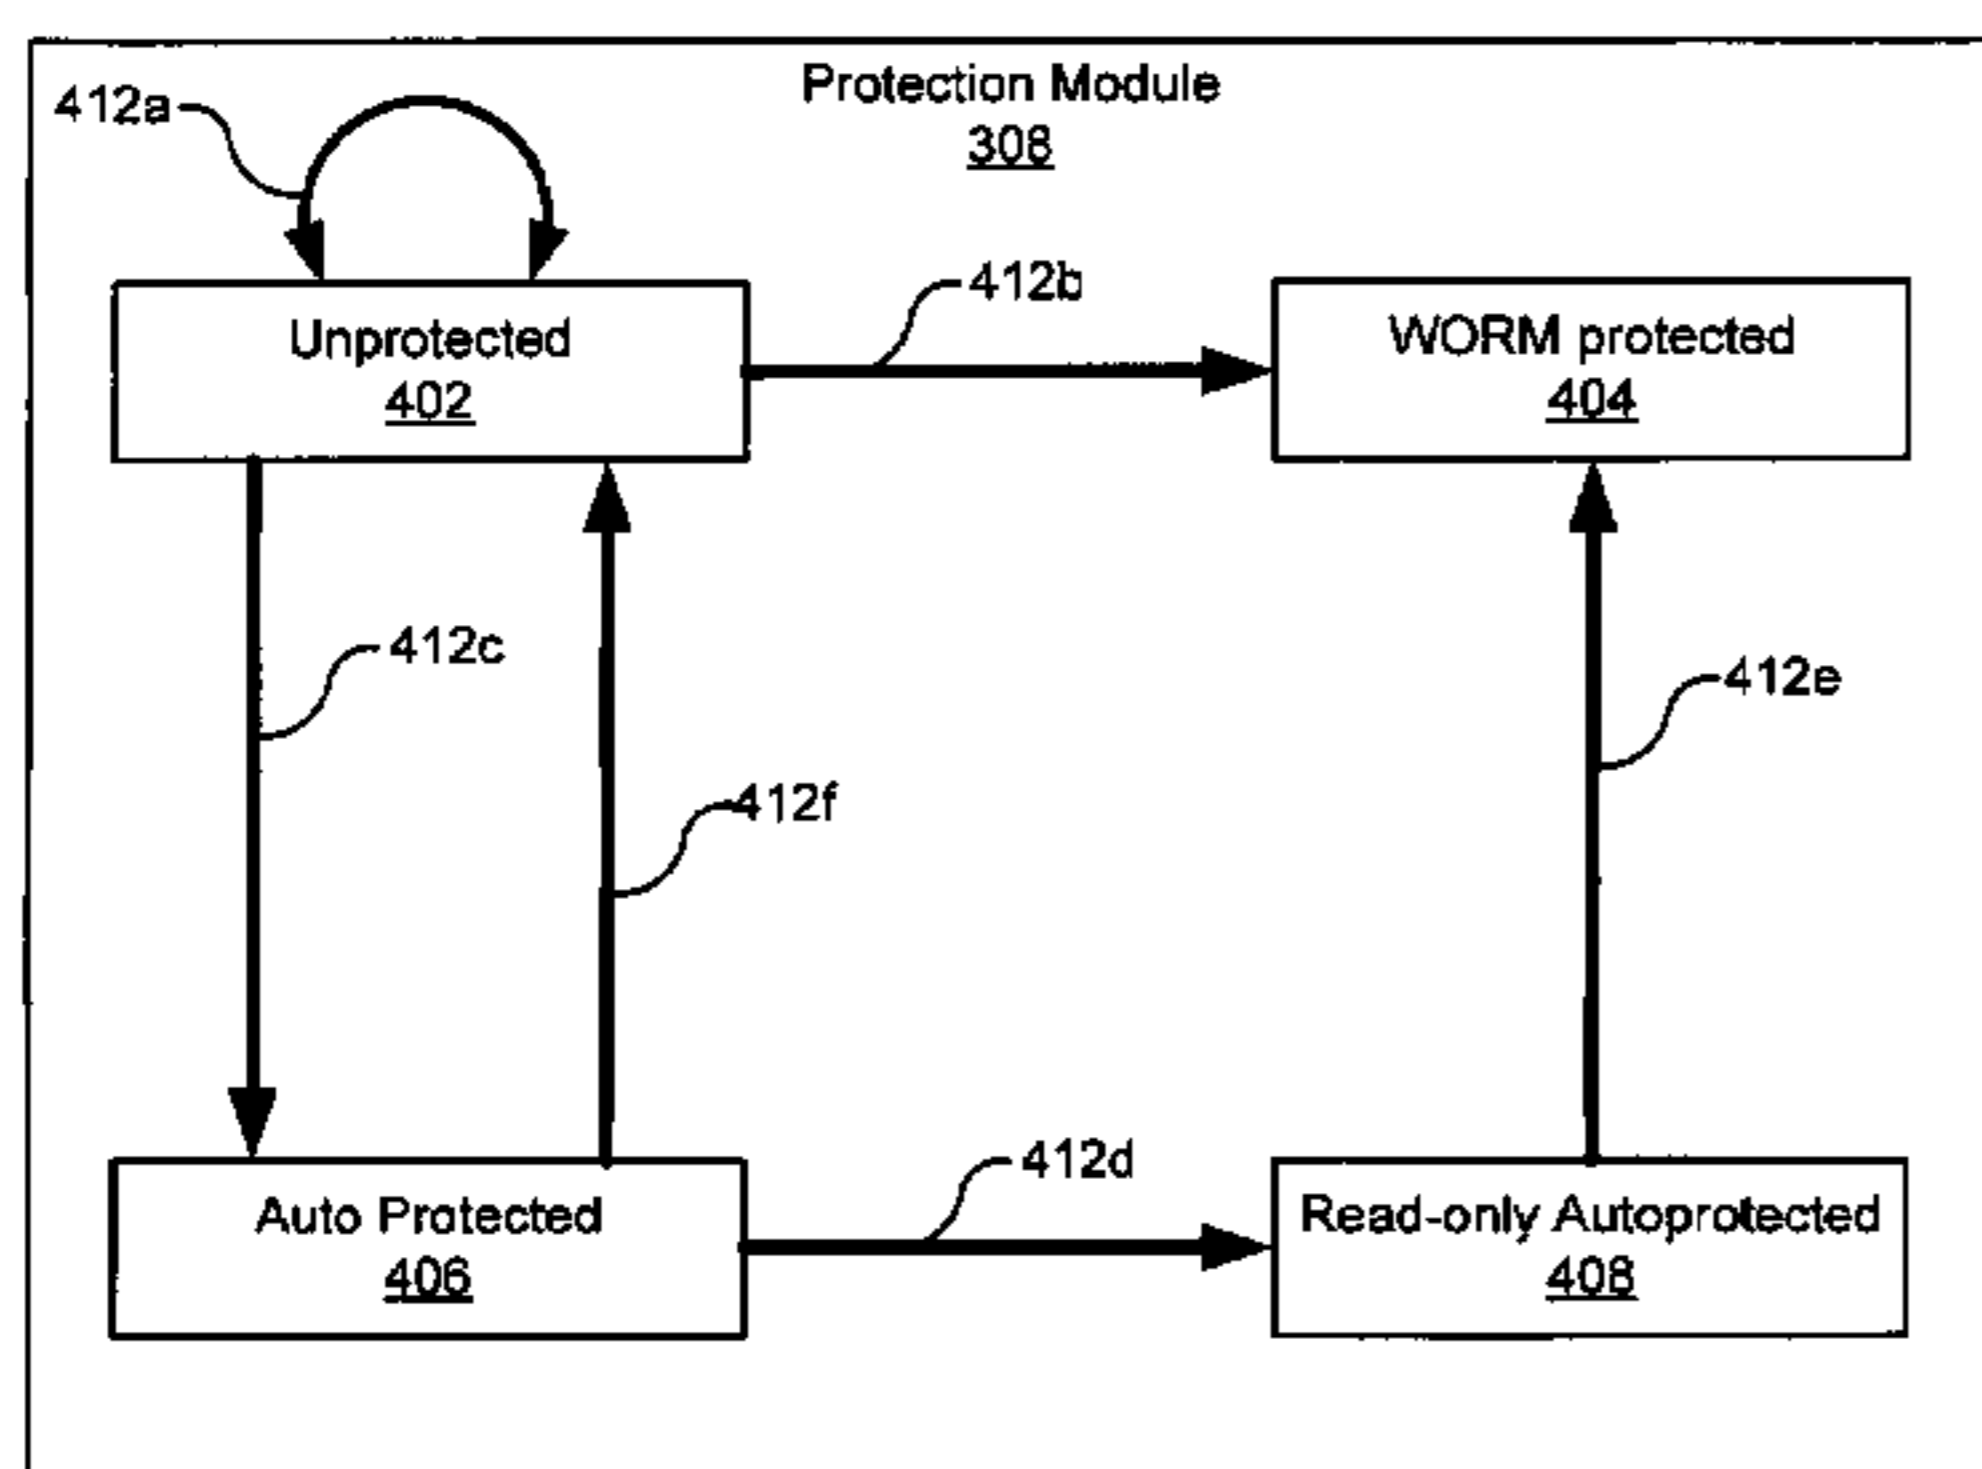 Protection Module
308
412a
412b
Unprotected
402
WORM protected
404
412c
412e
412f
412d
Auto Protected
406
Read-only Autoprotected
408